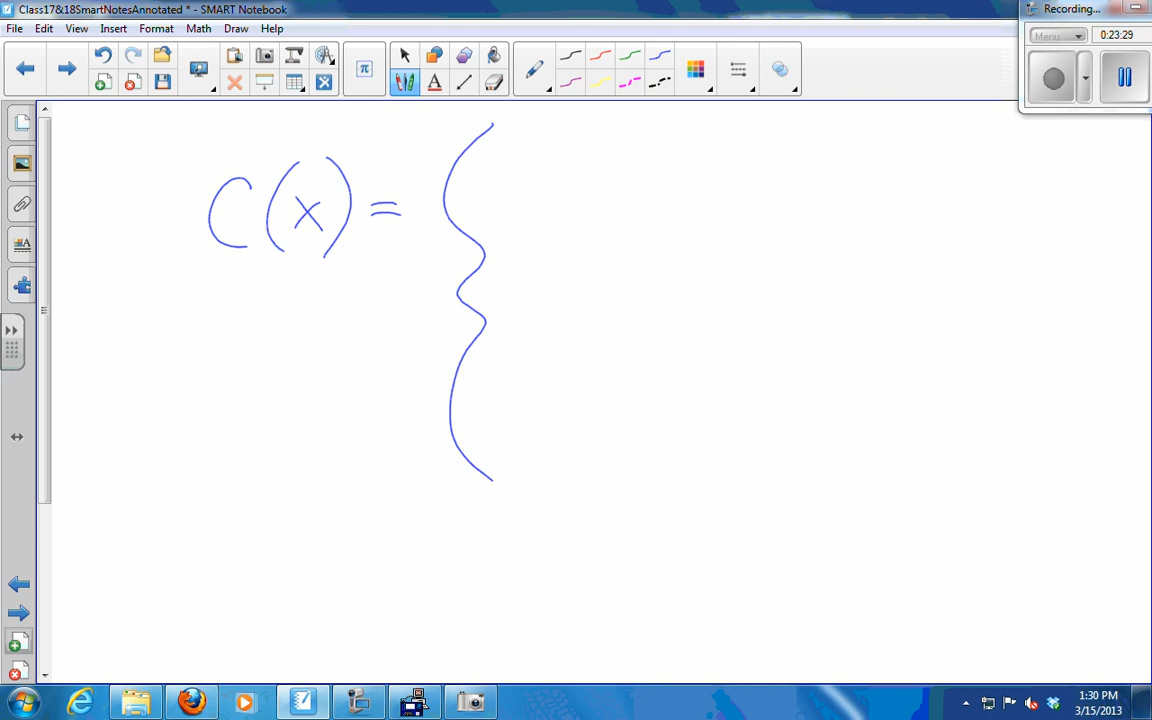 Class17&18SmartNotesAnnotated * - SMART Notebook
Recording...
File Edit View Insert Format Math Draw Help
Menu
0:23:29
π
A
C(x) = {
1:30 PM
3/15/2013